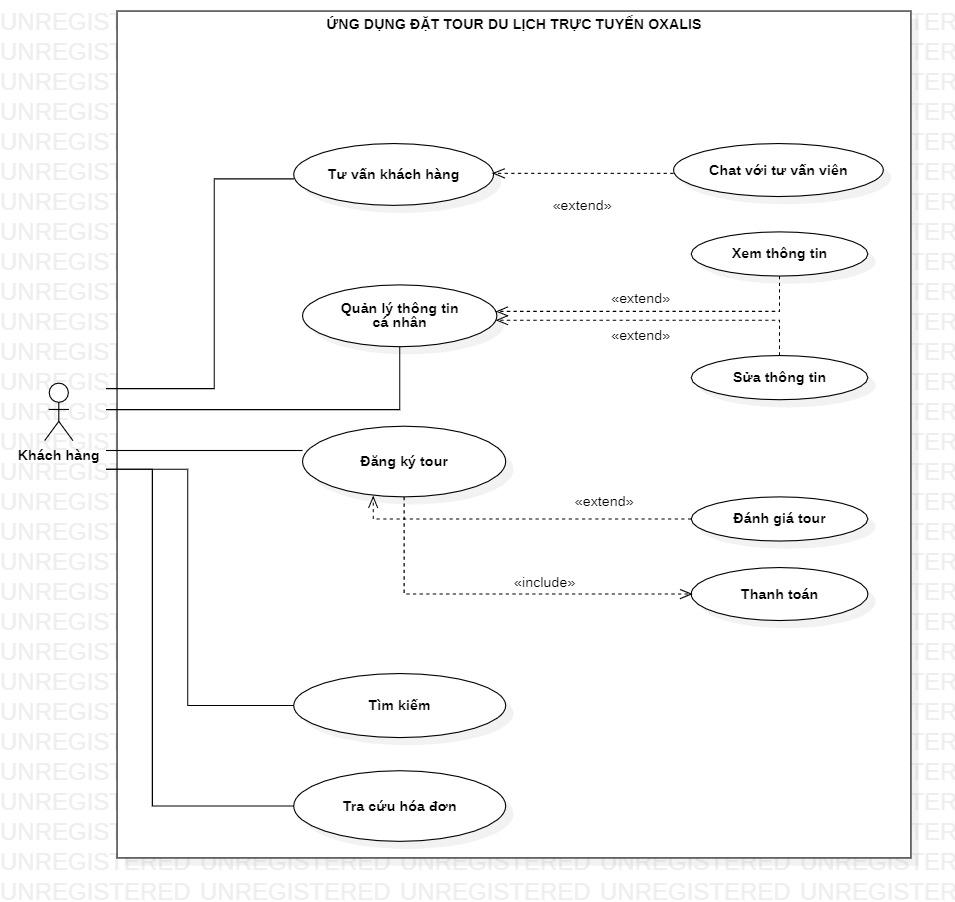 ỨNG DỤNG ĐẶT TOUR DU LỊCH TRỰC TUYẾN OXALIS
Tư vấn khách hàng
Chat với tư vấn viên
«extend»
Xem thông tin
Quản lý thông tin
cá nhân
«extend»
«extend»
Sửa thông tin
Khách hàng
Đăng ký tour
«extend»
Đánh giá tour
«include»
Thanh toán
Tìm kiếm
Tra cứu hóa đơn
UNREGISTERED UNREGISTERED UNREGISTERED UNREGISTERED UNREGISTERED